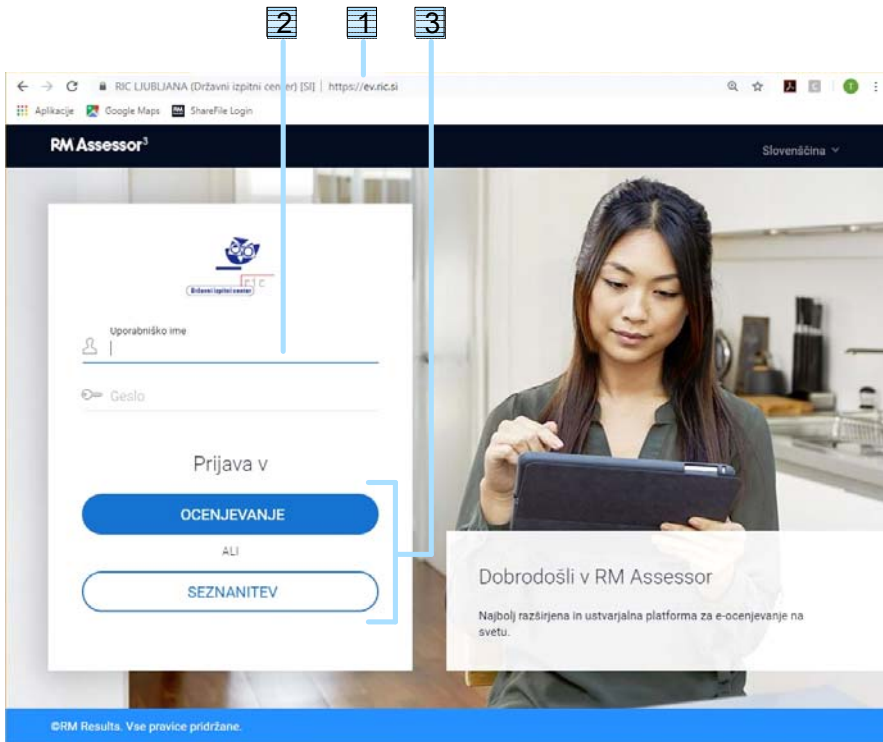 2 1 3
RIC LJUBLJANA (Državni izpitni center) [SI] | https://ev.ric.si
Aplikacije Google Maps ShareFile Login
RM Assessor³
Slovenščina
ric
Državni izpitni center
Uporabniško ime
Geslo
Prijava v
OCENJEVANJE
ALI
SEZNANITEV
Dobrodošli v RM Assessor
Najbolj razširjena in ustvarjalna platforma za e-ocenjevanje na
svetu.
©RM Results. Vse pravice pridržane.